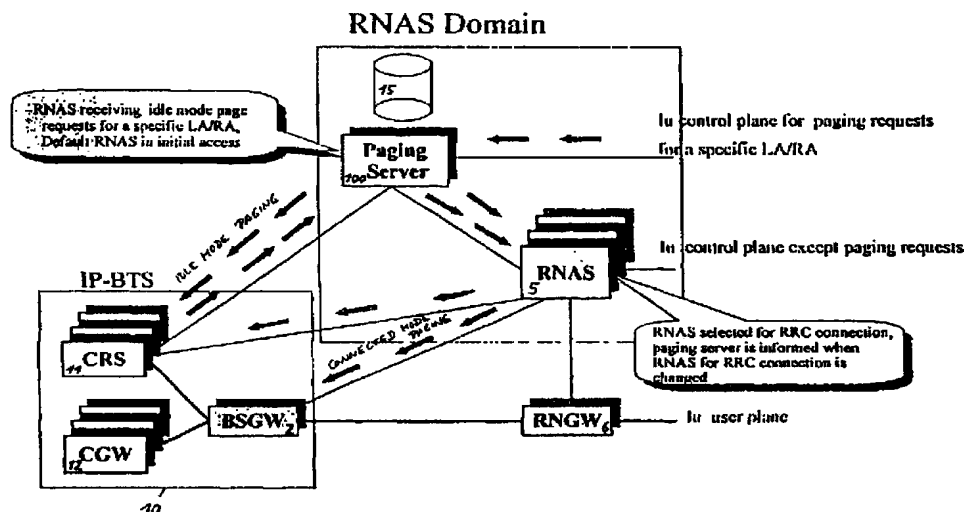 RNAS Domain
15
RNAS receiving idle mode page
requests for a specific LA/RA,
Default RNAS in initial access
Paging
Server
100
Iu control plane for paging requests
for a specific LA/RA
IDLE MODE PAGING
RNAS
5
Iu control plane except paging requests
IP-BTS
CRS
11
CONNECTED MODE
PAGING
RNAS selected for RRC connection,
paging server is informed when
RNAS for RRC connection is
changed
CGW
12
BSGW
2
RNGW
6
Iu user plane
10